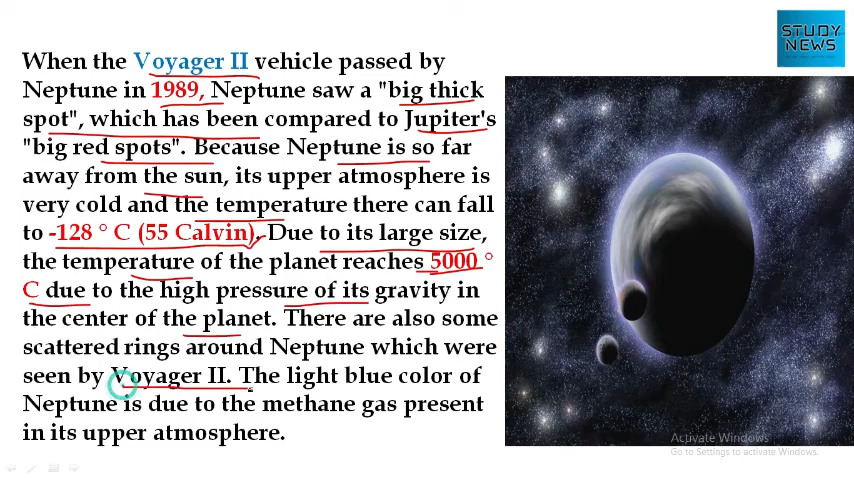 STUDY
NEWS
When the Voyager II vehicle passed by
Neptune in 1989, Neptune saw a "big thick
spot", which has been compared to Jupiter's
"big red spots". Because Neptune is so far
away from the sun, its upper atmosphere is
very cold and the temperature there can fall
to -128 ° C (55 Calvin). Due to its large size,
the temperature of the planet reaches 5000 °
C due to the high pressure of its gravity in
the center of the planet. There are also some
scattered rings around Neptune which were
seen by Voyager II. The light blue color of
Neptune is due to the methane gas present
in its upper atmosphere.
Activate Windows
Go to Settings to activate Windows.